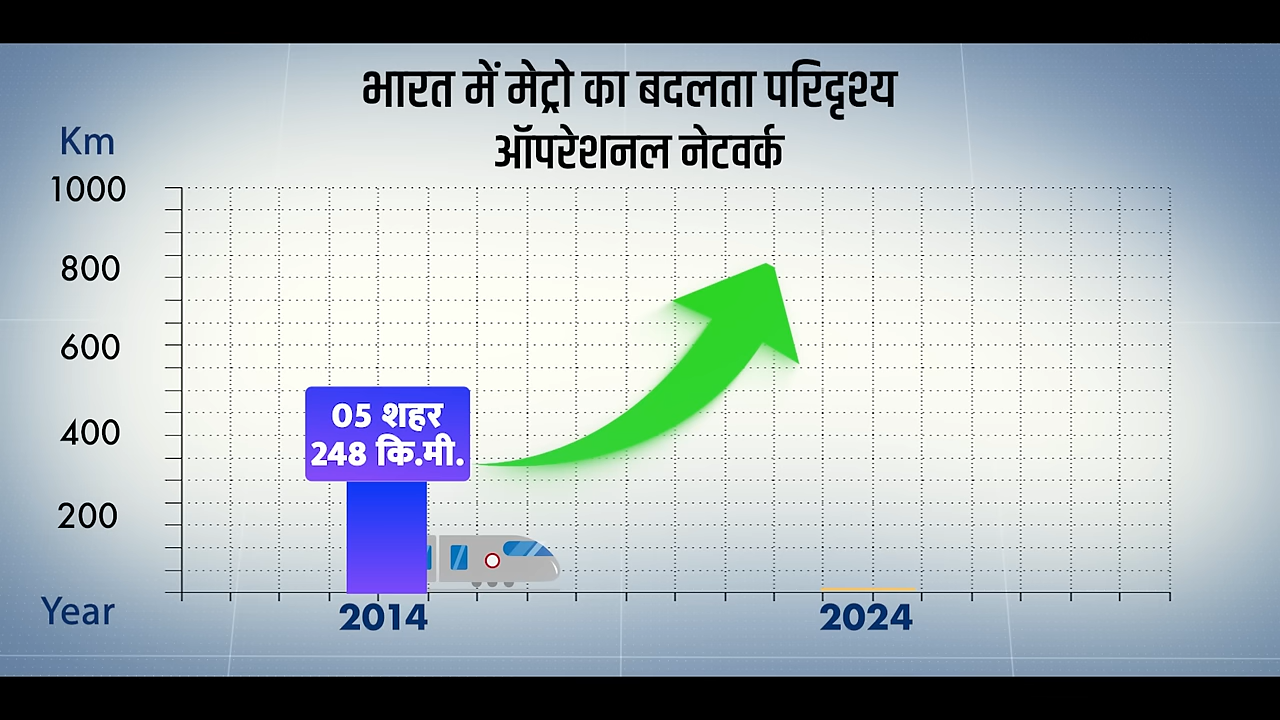 भारत में मेट्रो का बदलता परिदृश्य
ऑपरेशनल नेटवर्क
Km
1000
800
600
400
200
05 शहर
248 कि.मी.
Year
2014
2024